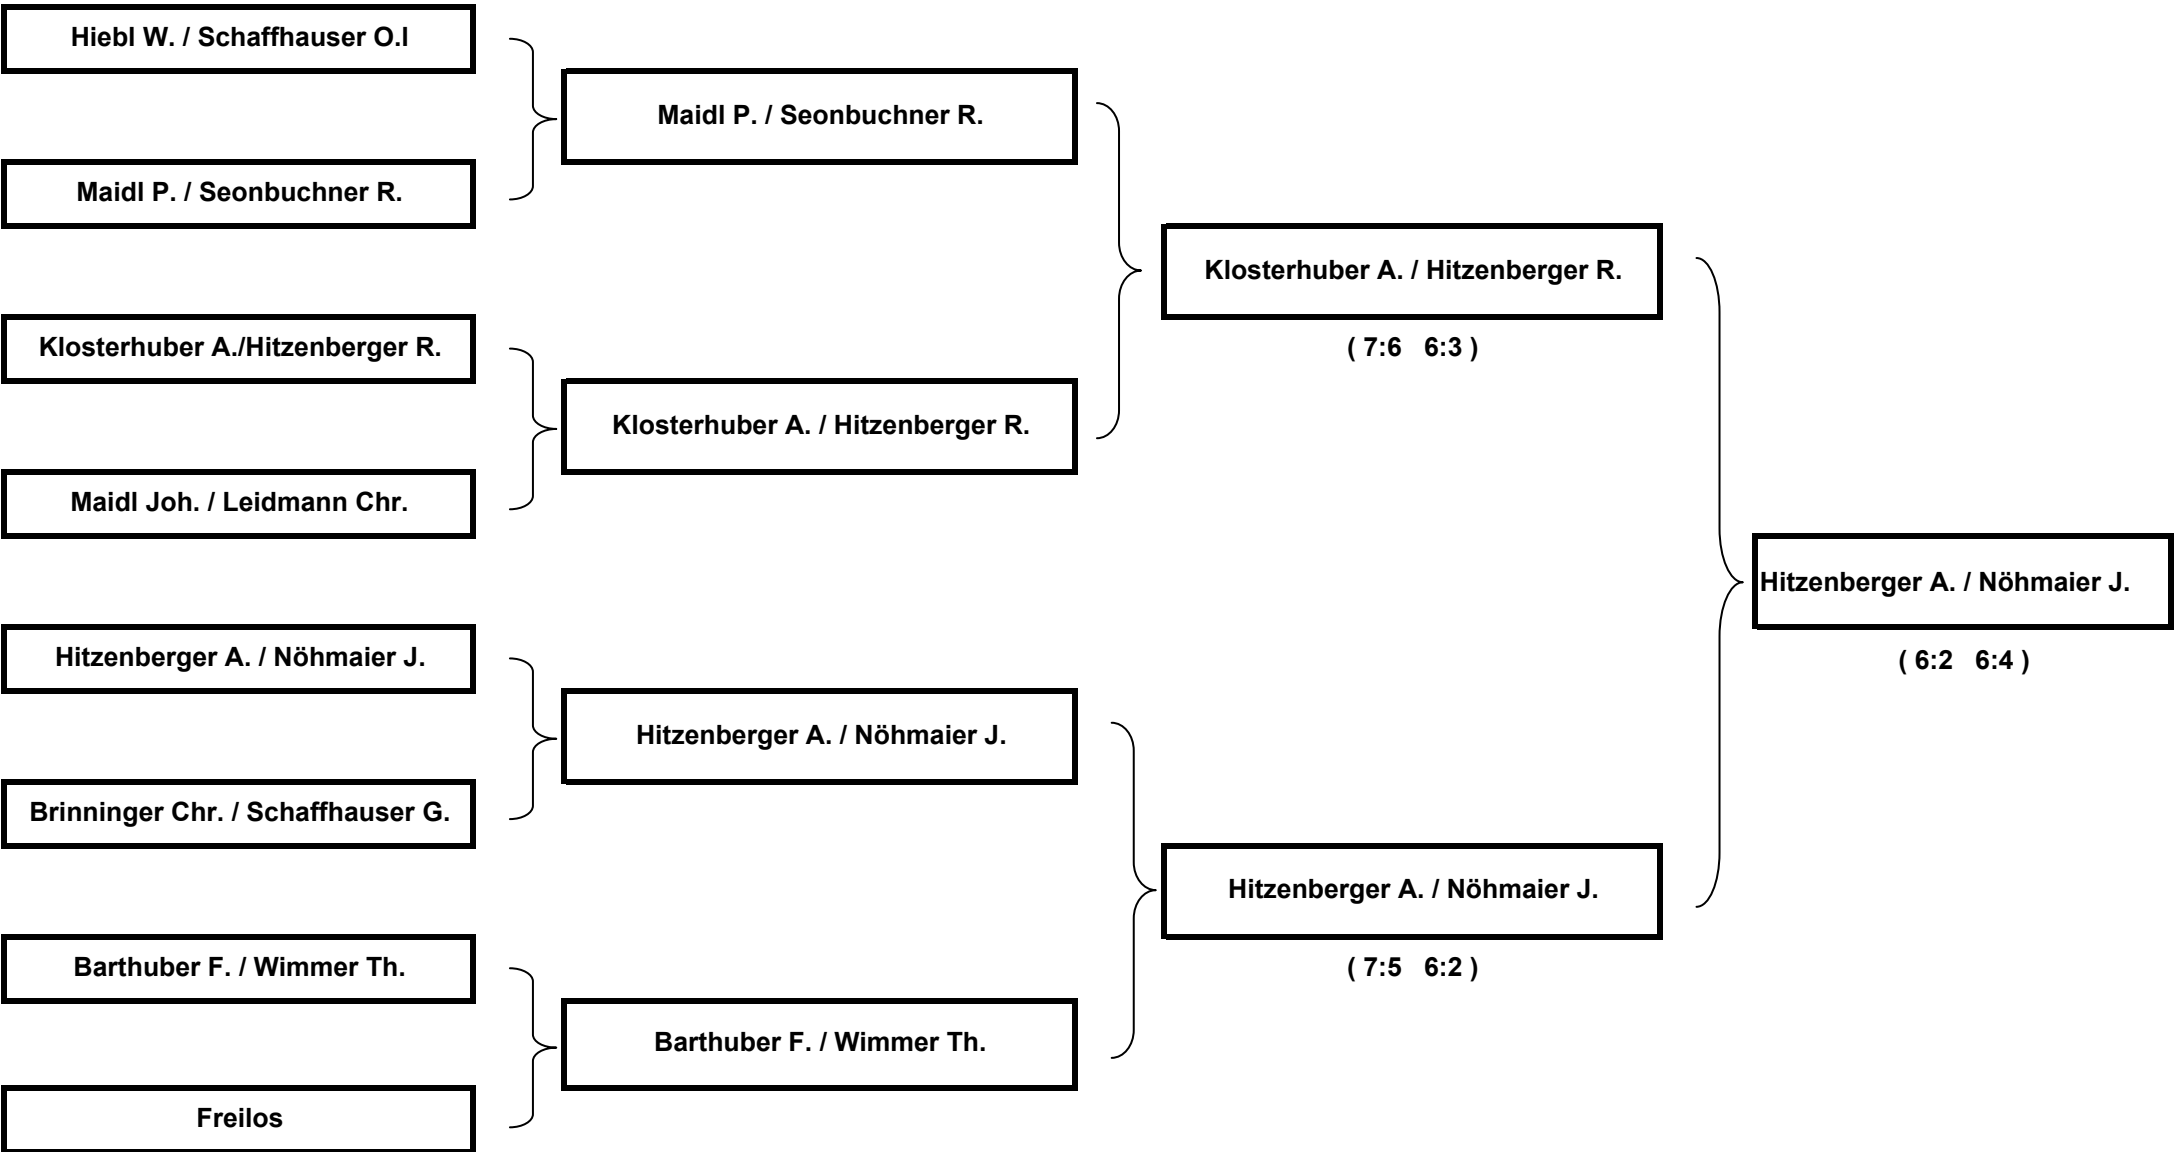 Hiebl W. / Schaffhauser O.l
Maidl P. / Seonbuchner R.
Klosterhuber A./Hitzenberger R.
Maidl Joh. / Leidmann Chr.
Hitzenberger A. / Nöhmaier J.
Brinninger Chr. / Schaffhauser G.
Barthuber F. / Wimmer Th.
Freilos
Maidl P. / Seonbuchner R.
Klosterhuber A. / Hitzenberger R.
Hitzenberger A. / Nöhmaier J.
Barthuber F. / Wimmer Th.
Klosterhuber A. / Hitzenberger R.
( 7:6 6:3 )
Hitzenberger A. / Nöhmaier J.
( 7:5 6:2 )
Hitzenberger A. / Nöhmaier J.
( 6:2 6:4 )